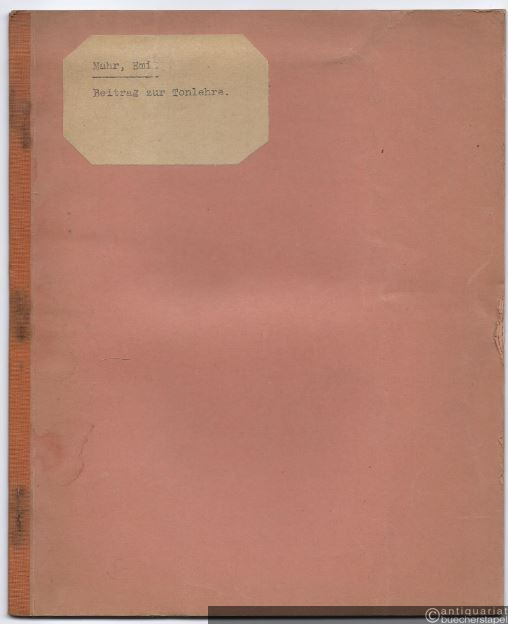 Mahr, Emil
Beitrag zur Tonlehre.
©antiquariat
buecherstapel